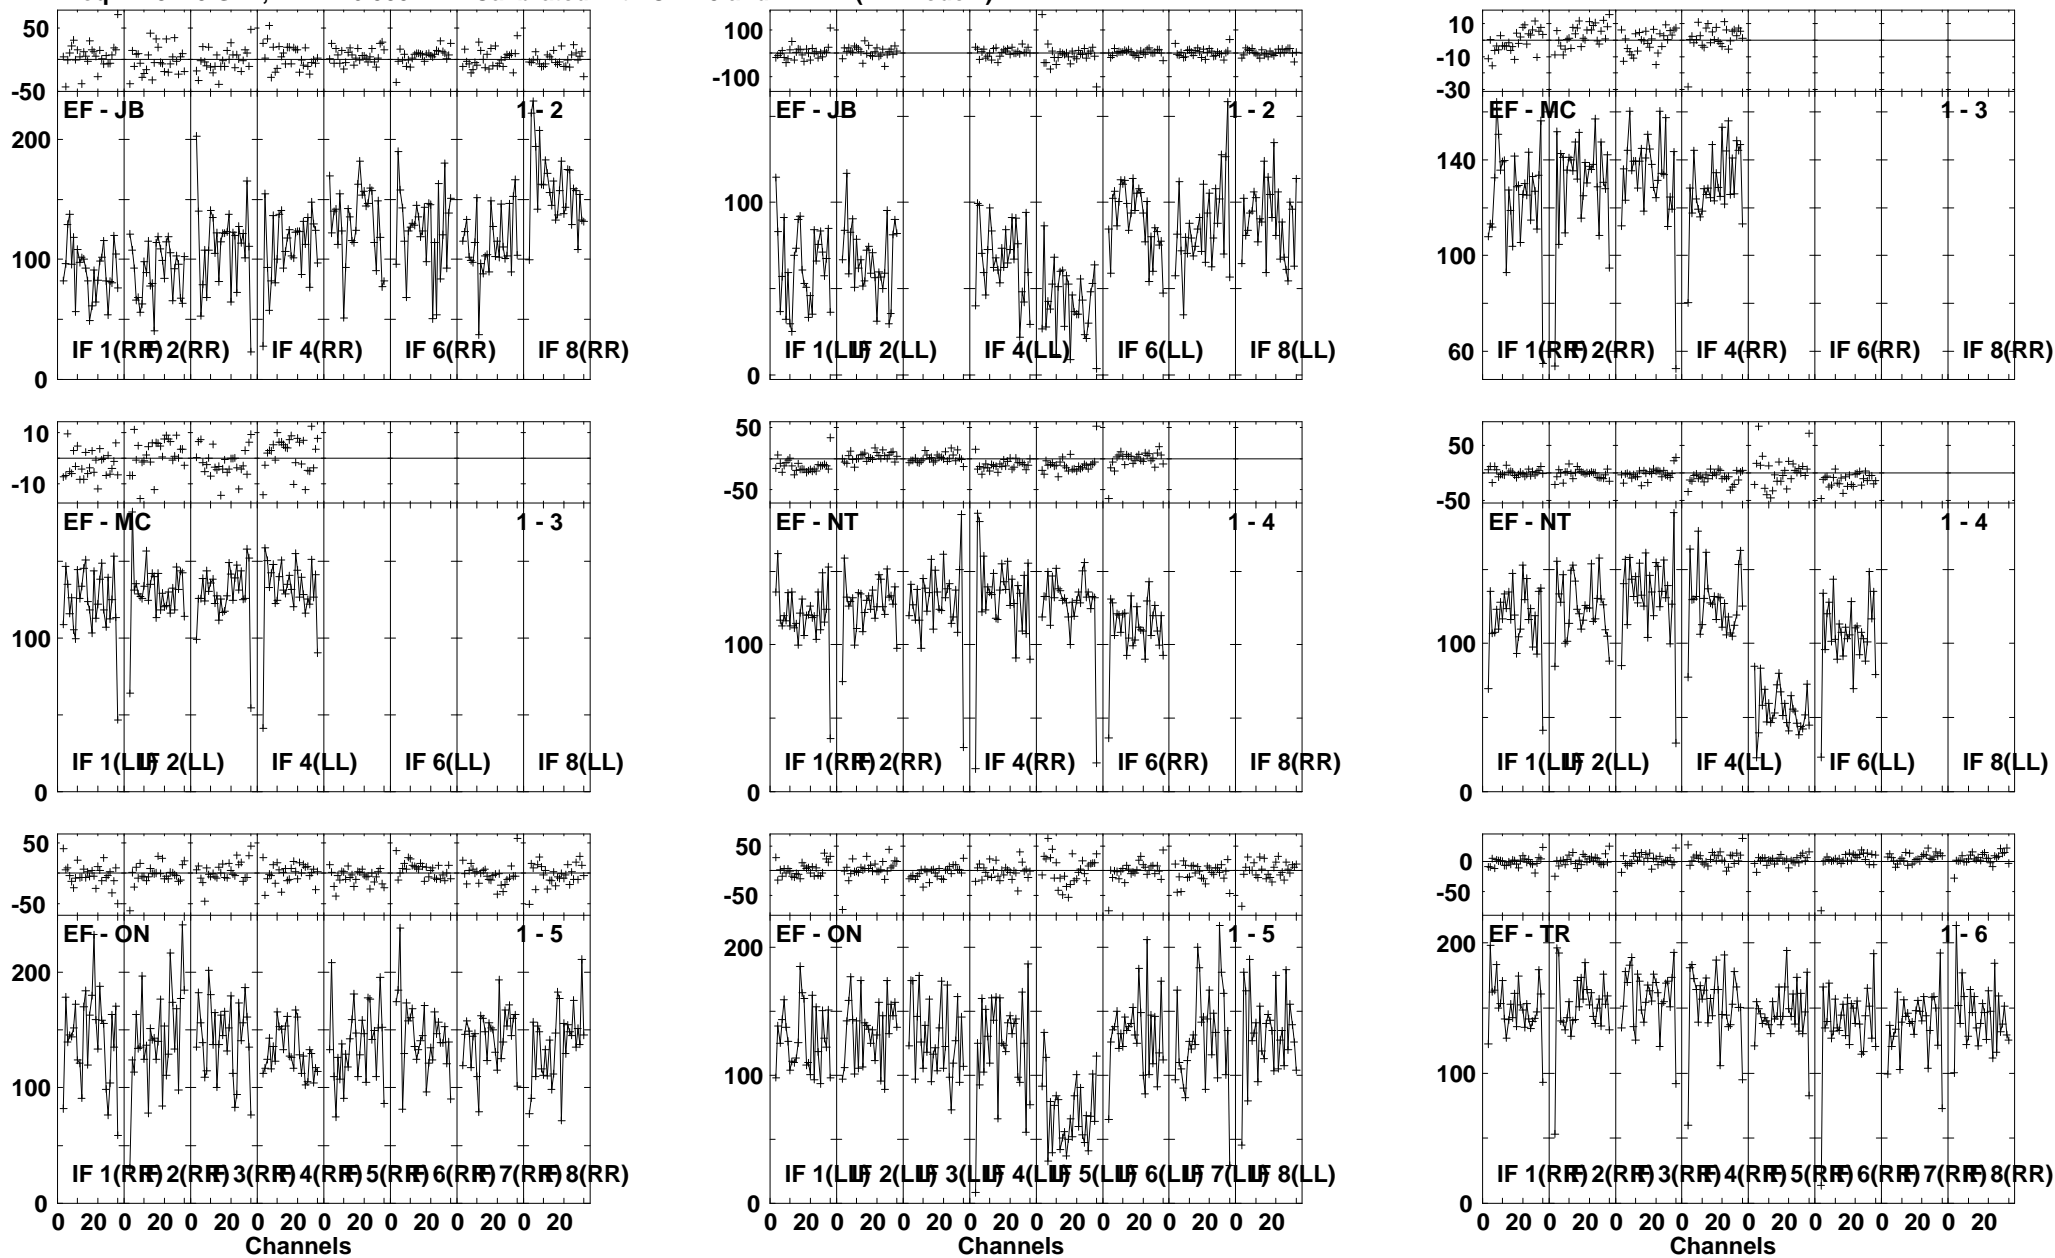 50
-50
EF - JB
1 - 2
200
100
0
IF 1(RR)
IF 2(RR)
IF 4(RR)
IF 6(RR)
IF 8(RR)
100
-100
EF - JB
1 - 2
100
0
IF 1(LL)
IF 2(LL)
IF 4(LL)
IF 6(LL)
IF 8(LL)
10
-10
-30
EF - MC
1 - 3
140
100
60
IF 1(RR)
IF 2(RR)
IF 4(RR)
IF 6(RR)
IF 8(RR)
10
-10
EF - MC
1 - 3
100
0
IF 1(LL)
IF 2(LL)
IF 4(LL)
IF 6(LL)
IF 8(LL)
50
-50
EF - NT
1 - 4
100
0
IF 1(RR)
IF 2(RR)
IF 4(RR)
IF 6(RR)
IF 8(RR)
50
-50
EF - NT
1 - 4
100
0
IF 1(LL)
IF 2(LL)
IF 4(LL)
IF 6(LL)
IF 8(LL)
50
-50
EF - ON
1 - 5
200
100
0
IF 1(RR)
IF 2(RR)
IF 3(RR)
IF 4(RR)
IF 5(RR)
IF 6(RR)
IF 7(RR)
IF 8(RR)
0 20 0 20 0 20 0 20 0 20 0 20 0 20 0 20
Channels
50
-50
EF - ON
1 - 5
200
100
0
IF 1(LL)
IF 2(LL)
IF 3(LL)
IF 4(LL)
IF 5(LL)
IF 6(LL)
IF 7(LL)
IF 8(LL)
0 20 0 20 0 20 0 20 0 20 0 20 0 20 0 20
Channels
0
-50
EF - TR
1 - 6
200
100
0
IF 1(RR)
IF 2(RR)
IF 3(RR)
IF 4(RR)
IF 5(RR)
IF 6(RR)
IF 7(RR)
IF 8(RR)
0 20 0 20 0 20 0 20 0 20 0 20 0 20 0 20
Channels